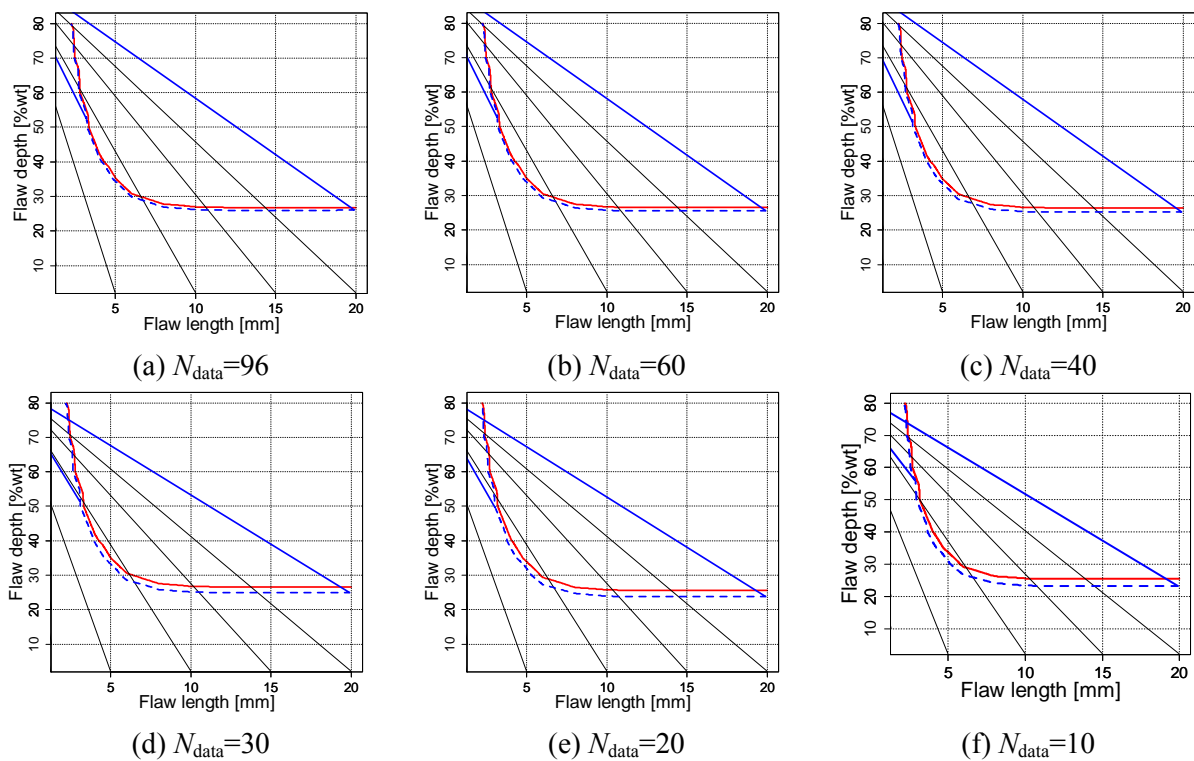 80
70
60
50
40
30
20
10
Flaw depth [%wt]
5 10 15 20
Flaw length [mm]
(a) Ndata=96
80
70
60
50
40
30
20
10
Flaw depth [%wt]
5 10 15 20
Flaw length [mm]
(b) Ndata=60
80
70
60
50
40
30
20
10
Flaw depth [%wt]
5 10 15 20
Flaw length [mm]
(c) Ndata=40
80
70
60
50
40
30
20
10
Flaw depth [%wt]
5 10 15 20
Flaw length [mm]
(d) Ndata=30
80
70
60
50
40
30
20
10
Flaw depth [%wt]
5 10 15 20
Flaw length [mm]
(e) Ndata=20
80
70
60
50
40
30
20
10
Flaw depth [%wt]
5 10 15 20
Flaw length [mm]
(f) Ndata=10